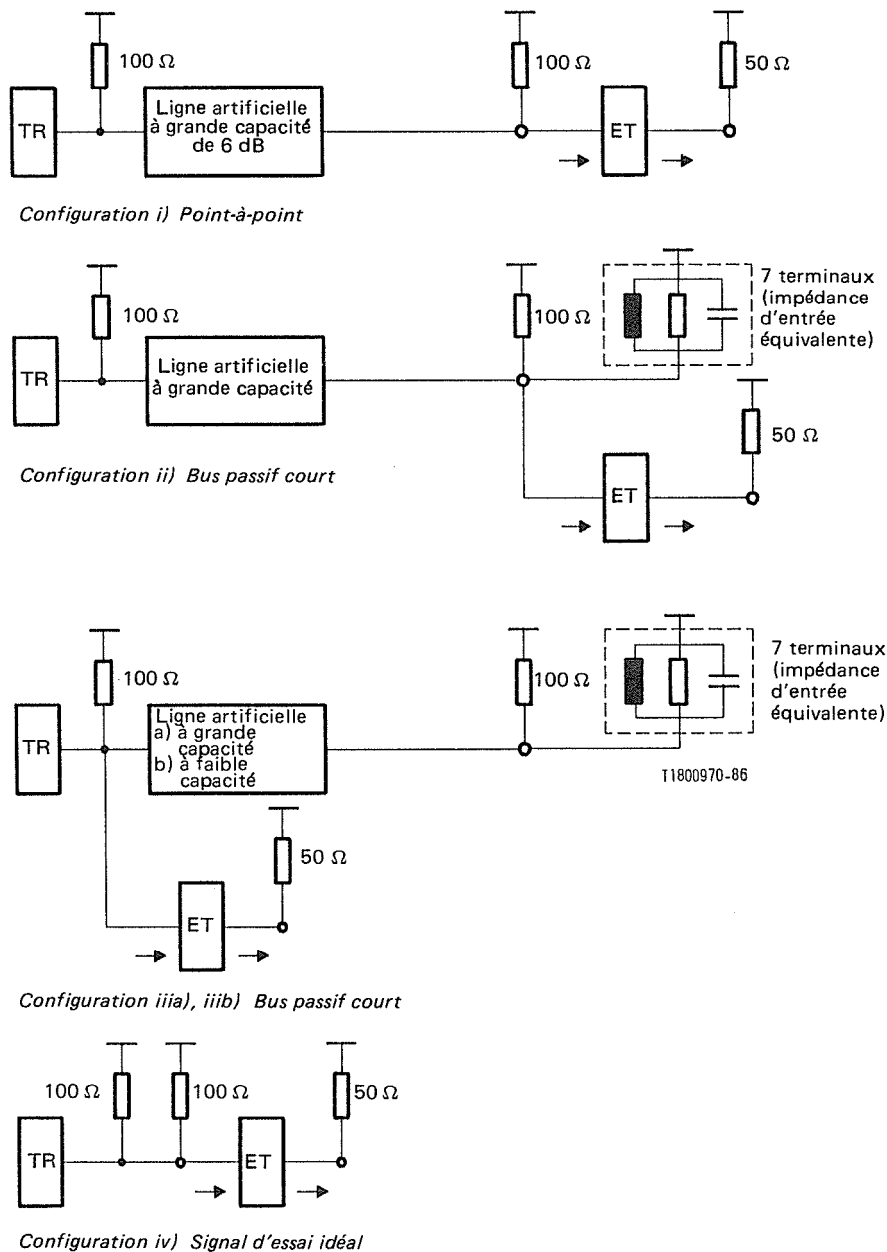 100 Ω
100 Ω
50 Ω
TR
Ligne artificielle
à grande capacité
de 6 dB
ET
Configuration i) Point-à-point
100 Ω
100 Ω
7 terminaux
(impédance
d'entrée
équivalente)
TR
Ligne artificielle
à grande capacité
50 Ω
Configuration ii) Bus passif court
ET
100 Ω
100 Ω
7 terminaux
(impédance
d'entrée
équivalente)
TR
Ligne artificielle
a) à grande
capacité
b) à faible
capacité
T1800970-86
50 Ω
ET
Configuration iiia), iiib) Bus passif court
100 Ω
100 Ω
50 Ω
TR
ET
Configuration iv) Signal d'essai idéal